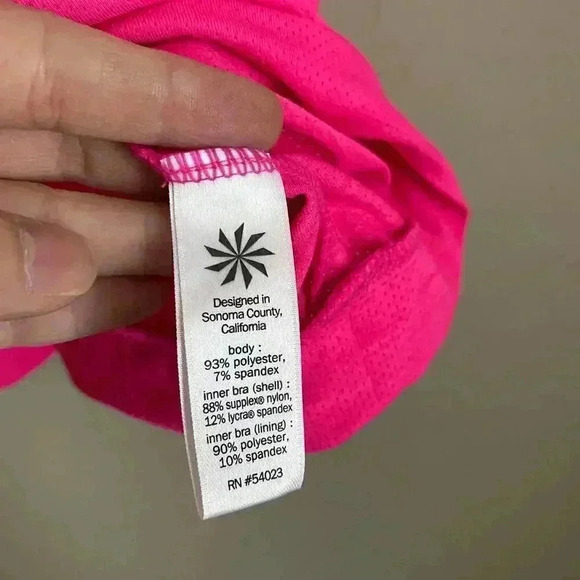 Designed in
Sonoma County,
California
body :
93% polyester,
7% spandex
inner bra (shell) :
88% supplex® nylon,
12% lycra® spandex
inner bra (lining) :
90% polyester,
10% spandex
RN #54023